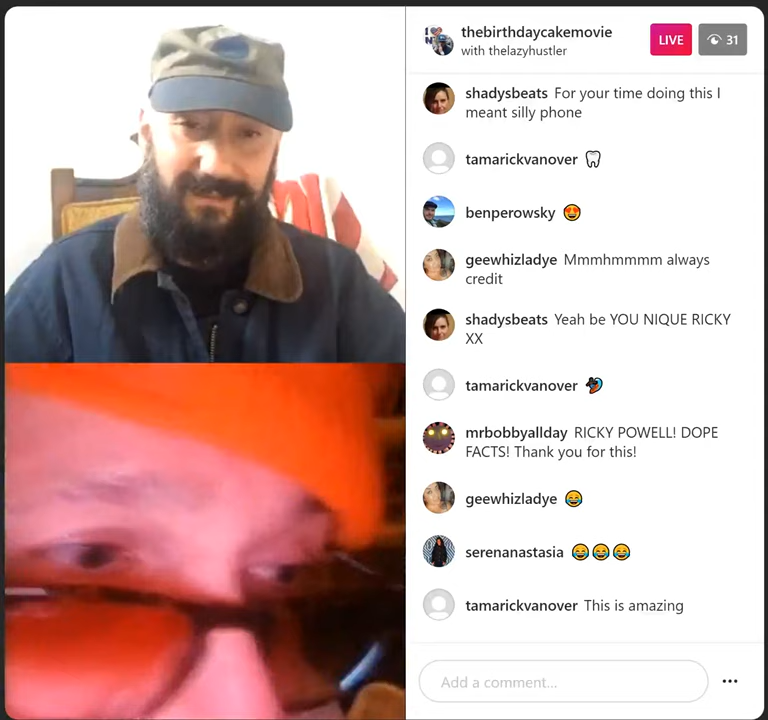 thebirthdaycakemovie
with thelazyhustler
LIVE
31
shadysbeats For your time doing this I
meant silly phone
tamarickvanover 🦷
benperowsky 😍
geewhizladye Mmmhmmmm always
credit
shadysbeats Yeah be YOU NIQUE RICKY
XX
tamarickvanover
mrbobbyallday RICKY POWELL! DOPE
FACTS! Thank you for this!
geewhizladye 😂
serenanastasia 😂😂😂
tamarickvanover This is amazing
Add a comment...